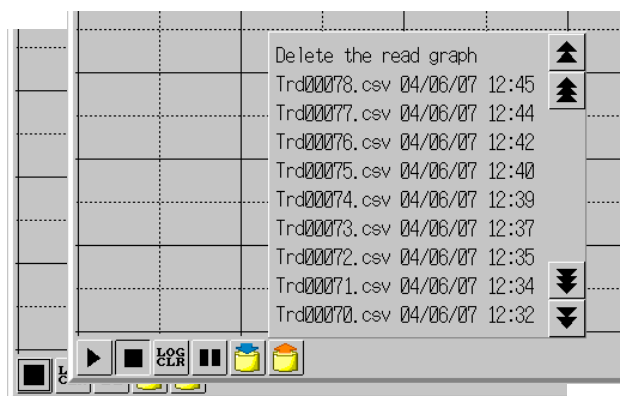 Delete the read graph
Trd00078.csv 04/06/07 12:45
Trd00077.csv 04/06/07 12:44
Trd00076.csv 04/06/07 12:42
Trd00075.csv 04/06/07 12:40
Trd00074.csv 04/06/07 12:39
Trd00073.csv 04/06/07 12:37
Trd00072.csv 04/06/07 12:35
Trd00071.csv 04/06/07 12:34
Trd00070.csv 04/06/07 12:32
LOG
CLR